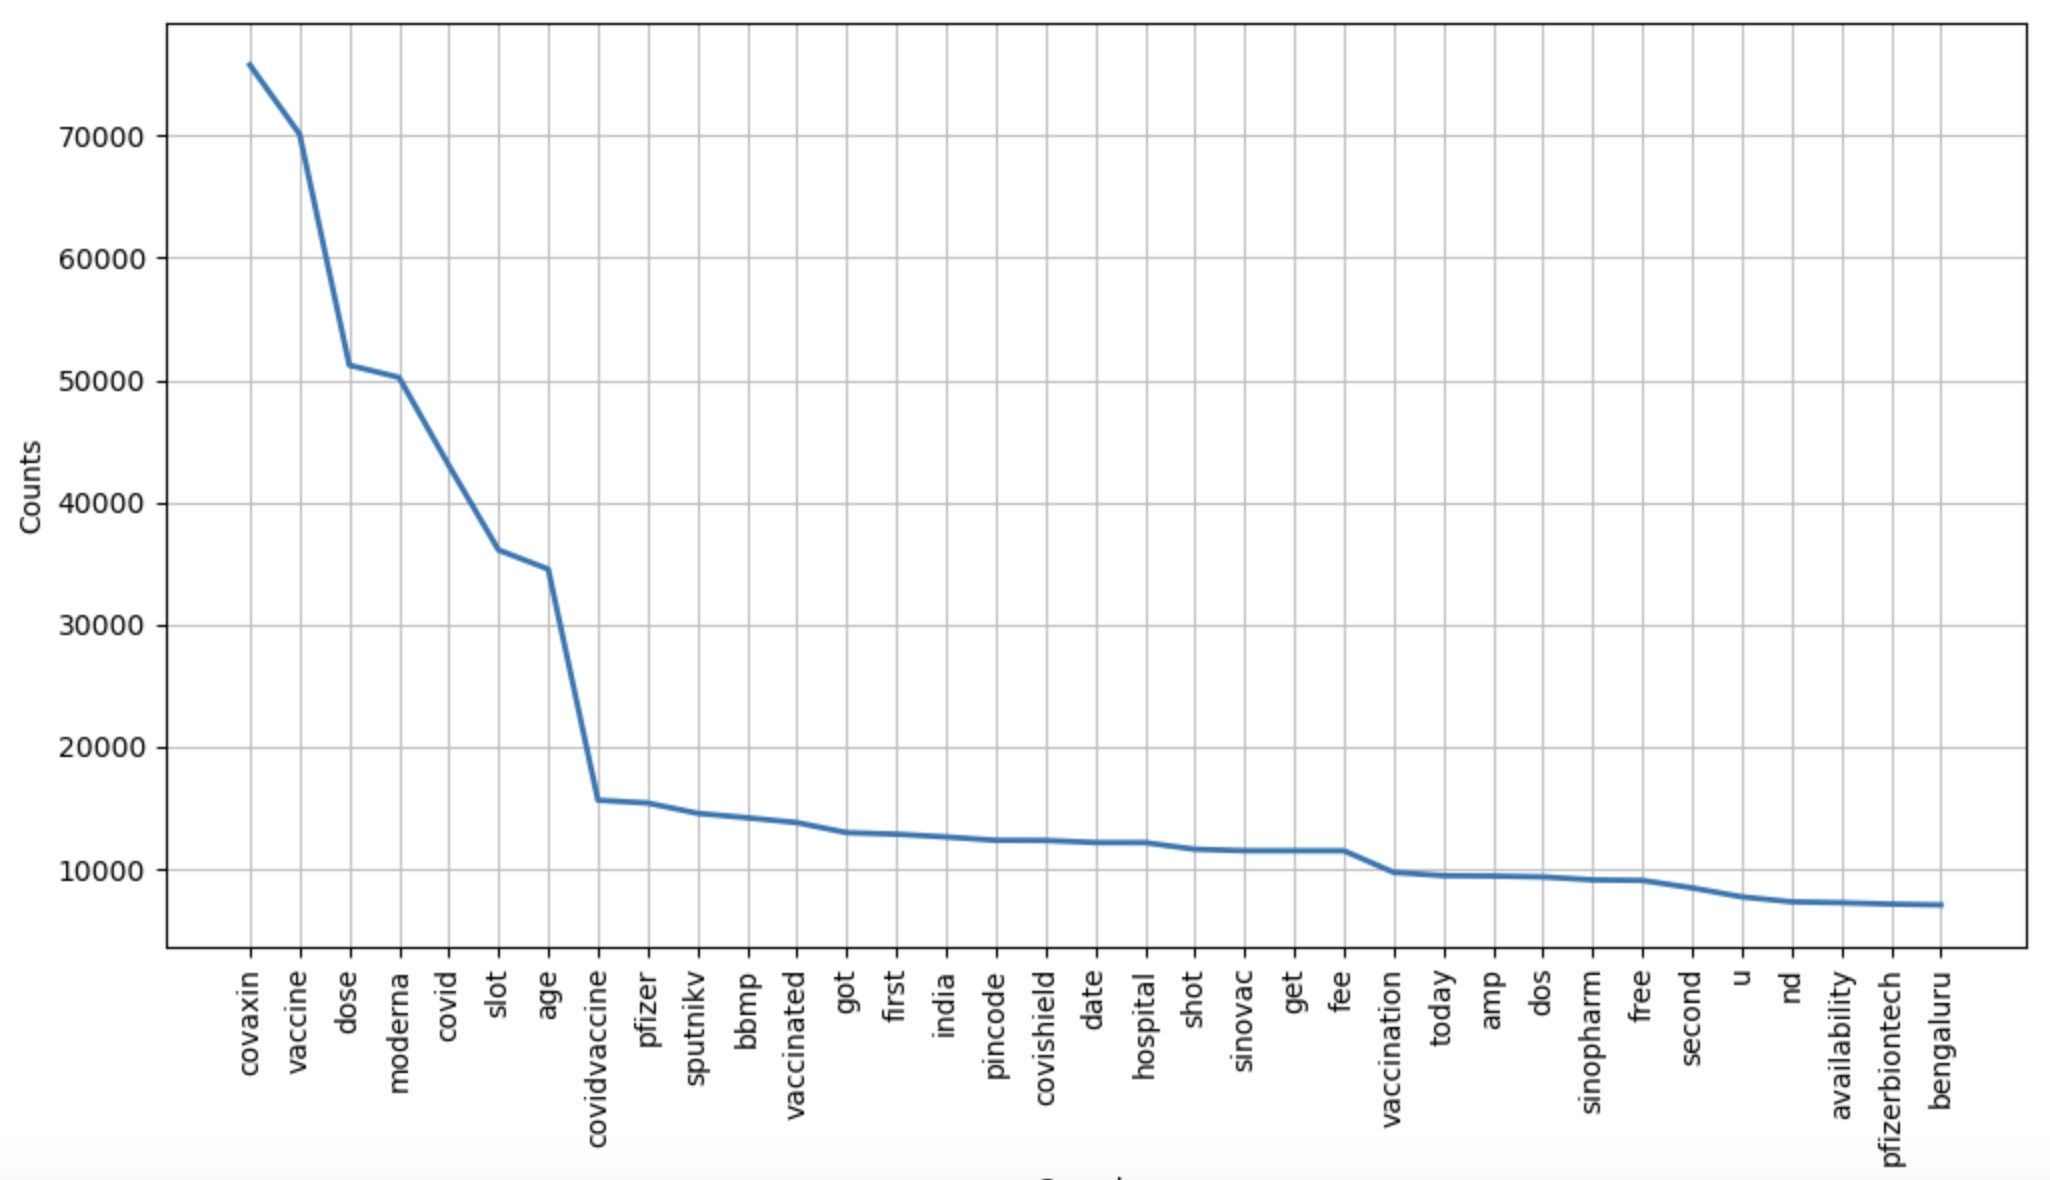 Counts
70000
60000
50000
40000
30000
20000
10000
covaxin
vaccine
dose
moderna
covid
slot
age
covidvaccine
pfizer
sputnikv
bbmp
vaccinated
got
first
india
pincode
covishield
date
hospital
shot
sinovac
get
fee
vaccination
today
amp
dos
sinopharm
free
second
u
nd
availability
pfizerbiontech
bengaluru